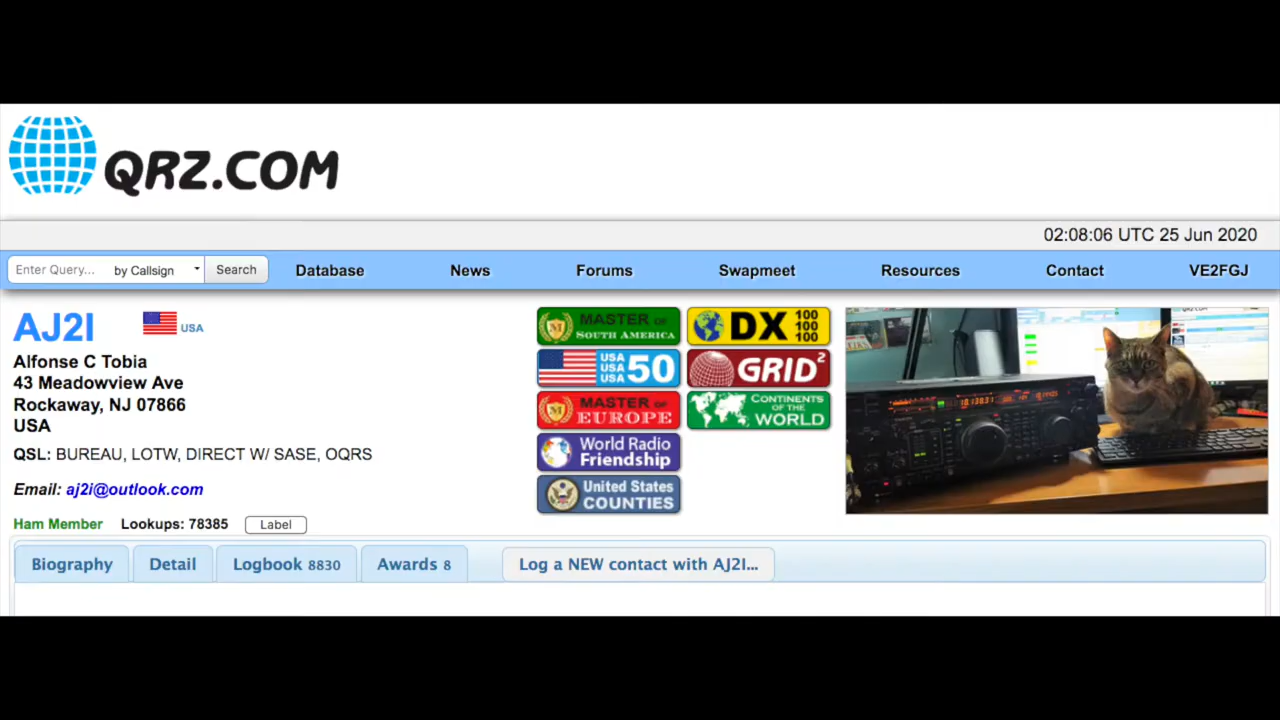 QRZ.COM
02:08:06 UTC 25 Jun 2020
Enter Query... by Callsign Search Database News Forums Swapmeet Resources Contact VE2FGJ
AJ2I USA
Alfonse C Tobia
43 Meadowview Ave
Rockaway, NJ 07866
USA
QSL: BUREAU, LOTW, DIRECT W/ SASE, OQRS
Email: aj2i@outlook.com
Ham Member Lookups: 78385 Label
MASTER OF SOUTH AMERICA
DX 100 100 100
USA USA USA 50
GRID²
MASTER OF EUROPE
CONTINENTS OF THE WORLD
World Radio Friendship
United States COUNTIES
Biography Detail Logbook 8830 Awards 8 Log a NEW contact with AJ2I...